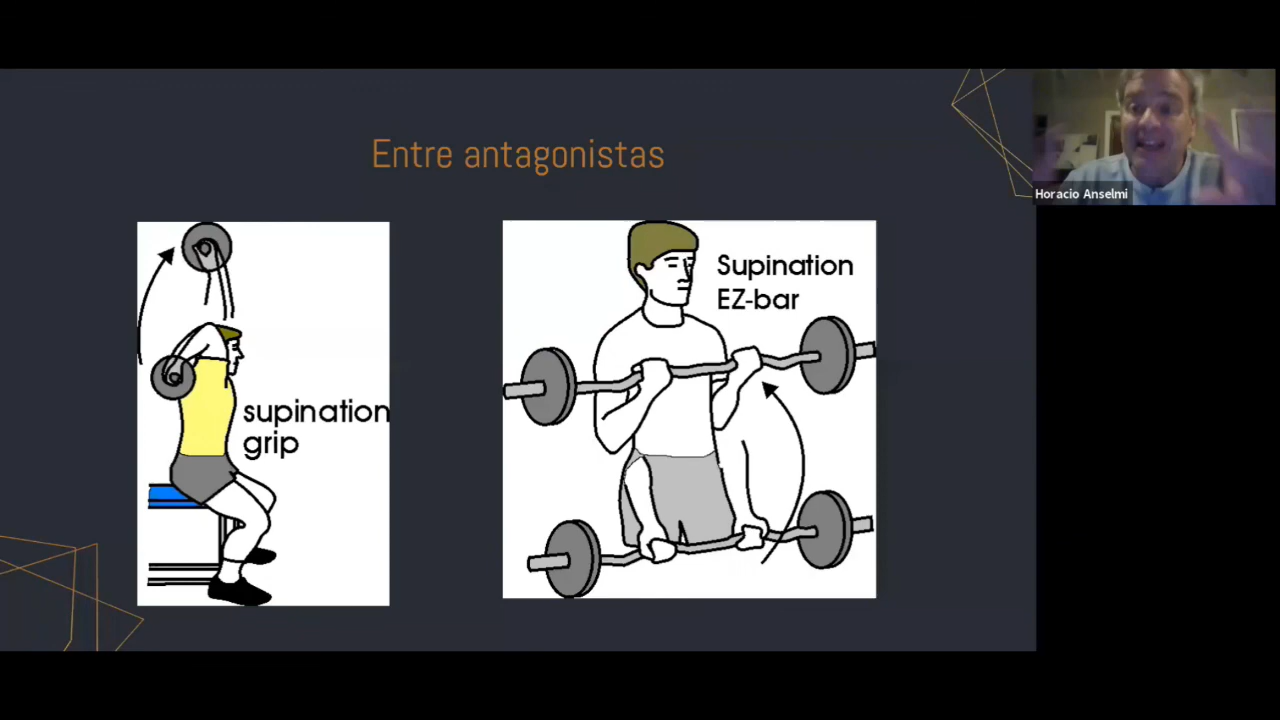 Entre antagonistas
supination
grip
Supination
EZ-bar
Horacio Anselmi